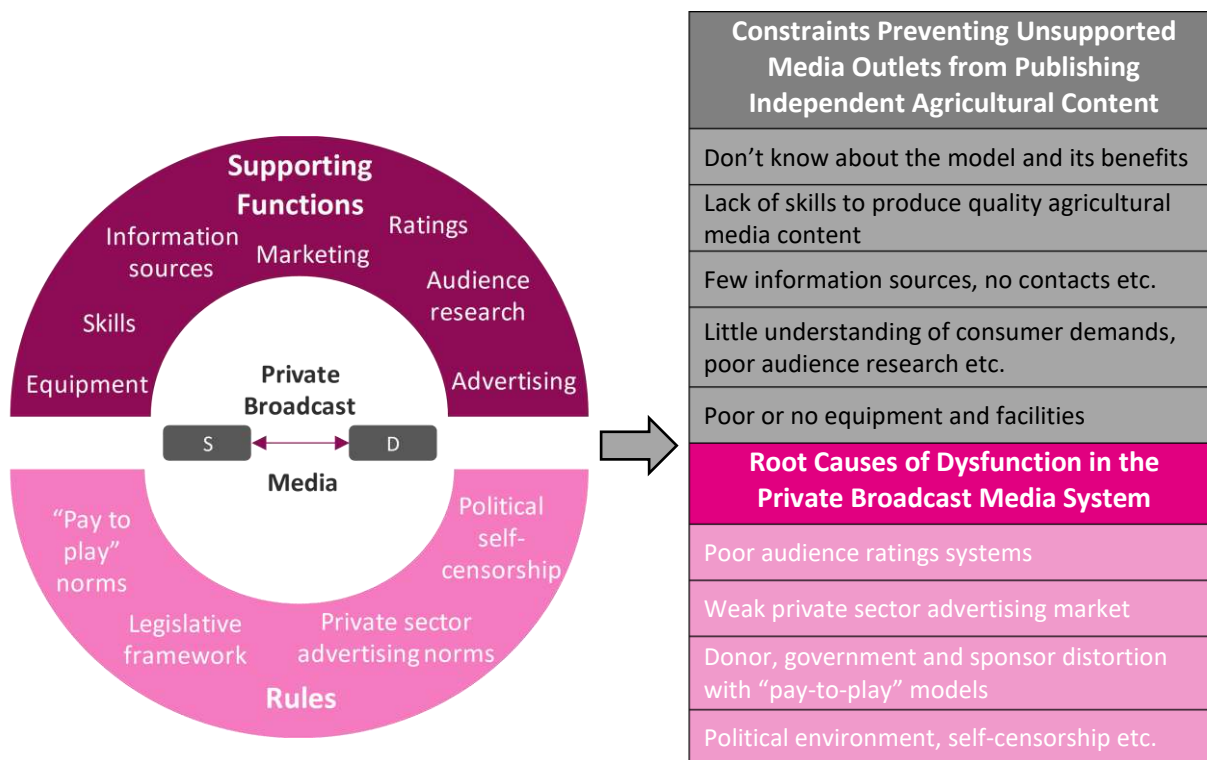 Supporting
Functions
Information
sources
Marketing
Ratings
Audience
research
Skills
Equipment
Advertising
Private
Broadcast
S
D
Media
"Pay to
play"
norms
Political
self-
censorship
Legislative
framework
Private sector
advertising norms
Rules
Constraints Preventing Unsupported
Media Outlets from Publishing
Independent Agricultural Content
Don't know about the model and its benefits
Lack of skills to produce quality agricultural
media content
Few information sources, no contacts etc.
Little understanding of consumer demands,
poor audience research etc.
Poor or no equipment and facilities
Root Causes of Dysfunction in the
Private Broadcast Media System
Poor audience ratings systems
Weak private sector advertising market
Donor, government and sponsor distortion
with "pay-to-play" models
Political environment, self-censorship etc.